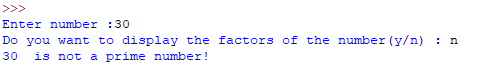 >>>
Enter number :30
Do you want to display the factors of the number(y/n) : n
30  is not a prime number!